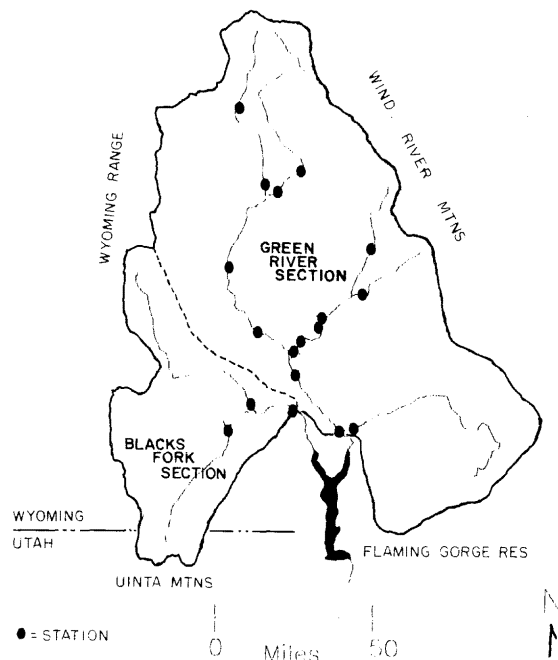 WYOMING RANGE
WIND RIVER MTNS
GREEN
RIVER
SECTION
BLACKS
FORK
SECTION
WYOMING
UTAH
FLAMING GORGE RES
UINTA MTNS
= STATION
0 50
Miles
N